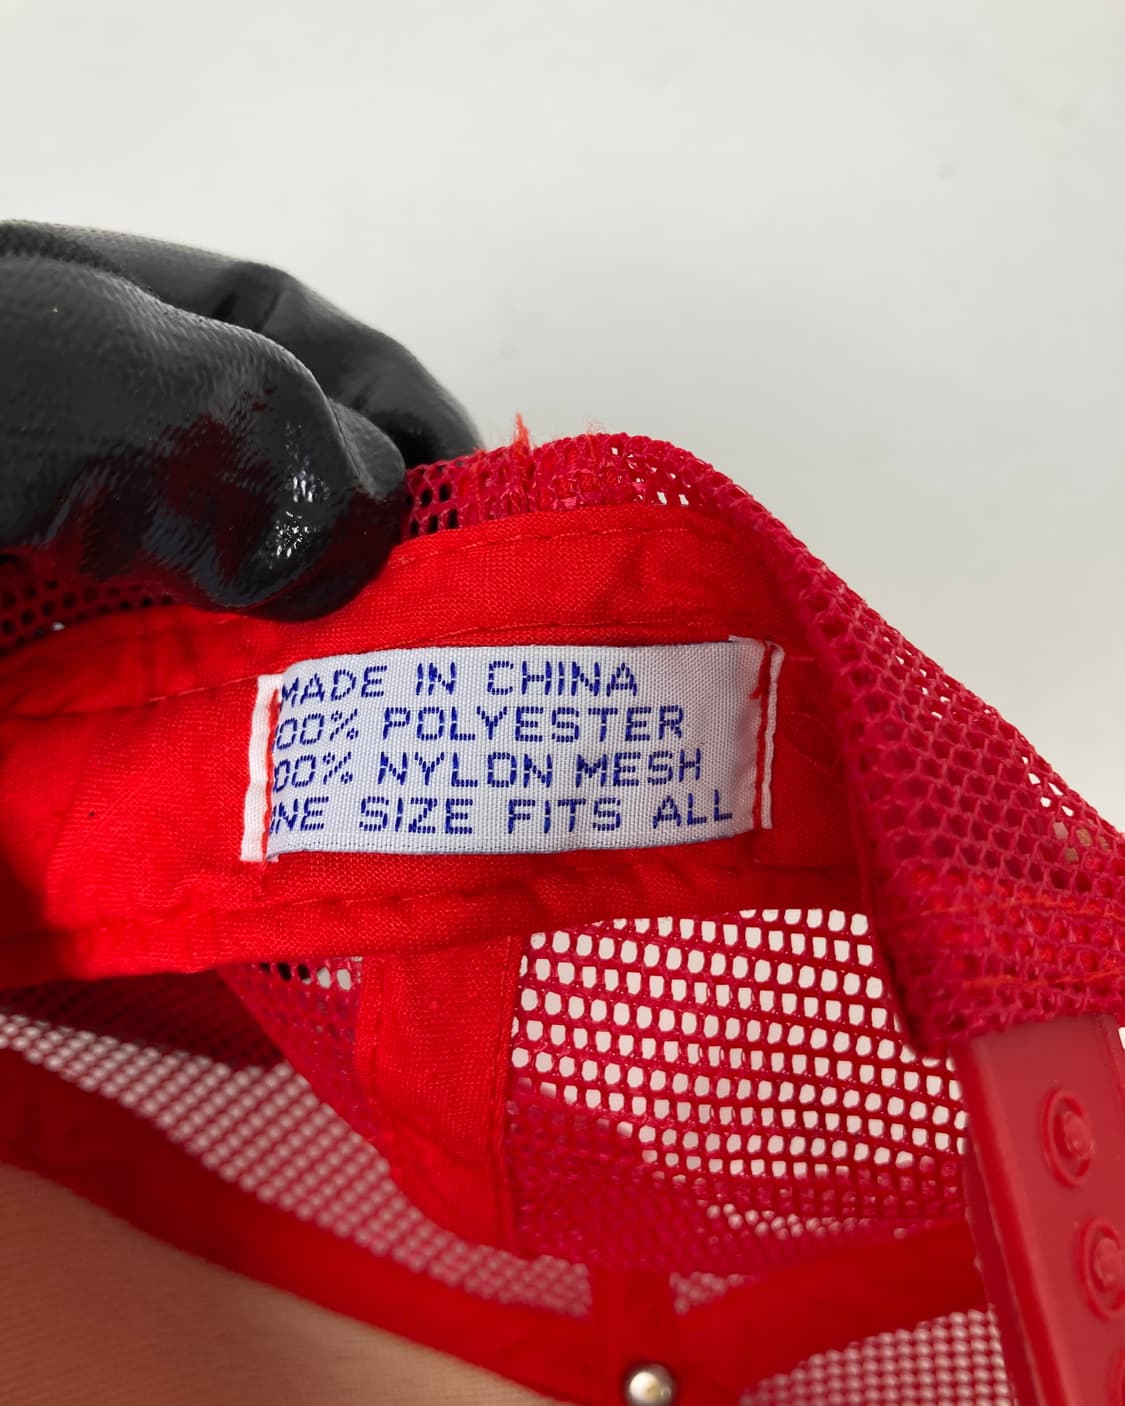 MADE IN CHINA
00% POLYESTER
00% NYLON MESH
NE SIZE FITS ALL